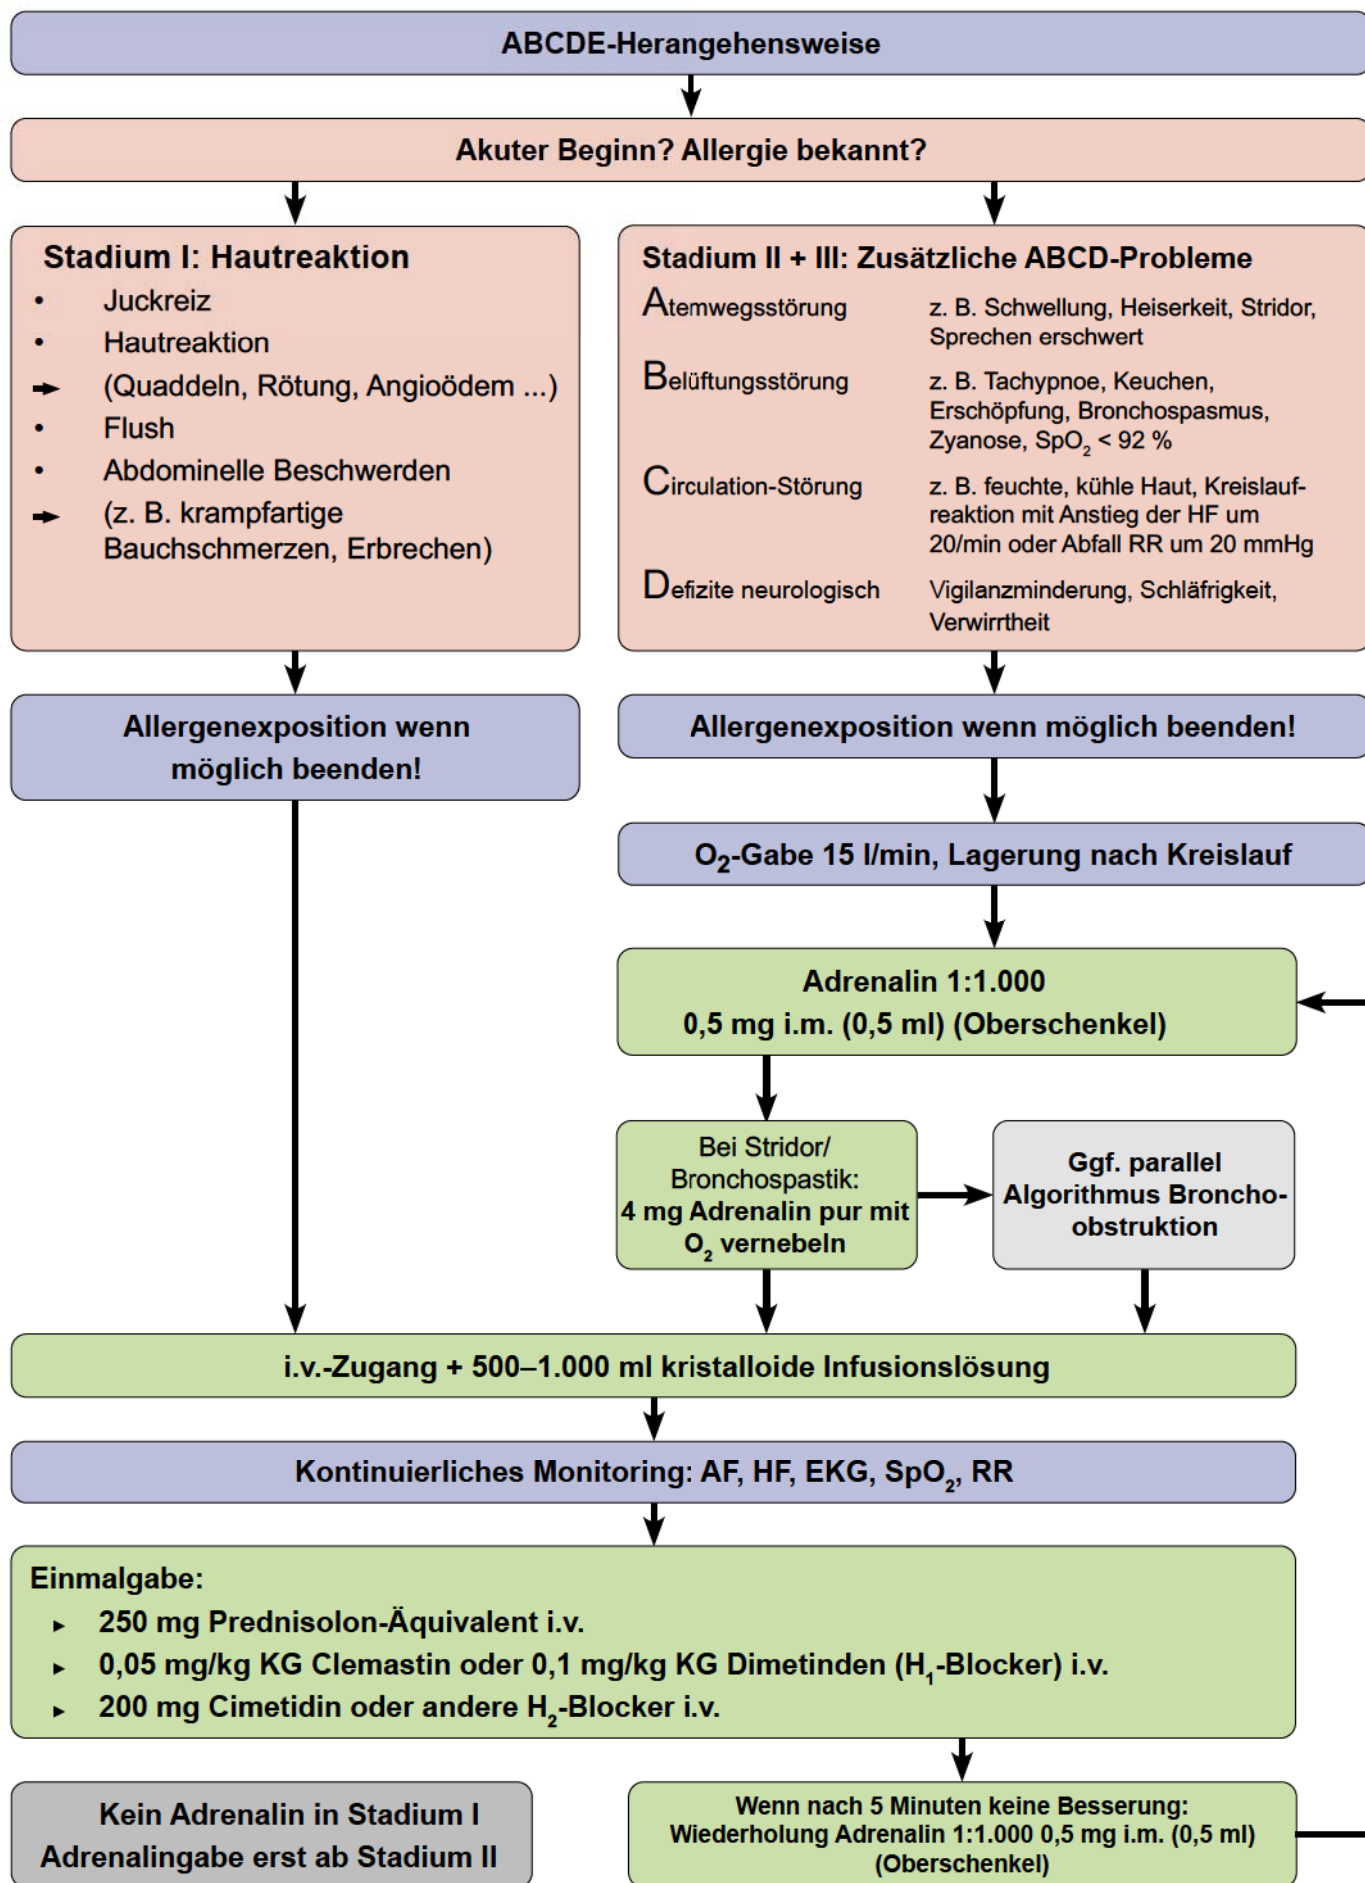 ABCDE-Herangehensweise
Akuter Beginn? Allergie bekannt?
Stadium I: Hautreaktion
• Juckreiz
• Hautreaktion
➨ (Quaddeln, Rötung, Angioödem ...)
• Flush
• Abdominelle Beschwerden
➨ (z. B. krampfartige
Bauchschmerzen, Erbrechen)
Stadium II + III: Zusätzliche ABCD-Probleme
Atemwegsstörung z. B. Schwellung, Heiserkeit, Stridor,
Sprechen erschwert
Belüftungsstörung z. B. Tachypnoe, Keuchen,
Erschöpfung, Bronchospasmus,
Zyanose, SpO₂ < 92 %
Circulation-Störung z. B. feuchte, kühle Haut, Kreislauf-
reaktion mit Anstieg der HF um
20/min oder Abfall RR um 20 mmHg
Defizite neurologisch Vigilanzminderung, Schläfrigkeit,
Verwirrtheit
Allergenexposition wenn
möglich beenden!
Allergenexposition wenn möglich beenden!
O₂-Gabe 15 l/min, Lagerung nach Kreislauf
Adrenalin 1:1.000
0,5 mg i.m. (0,5 ml) (Oberschenkel)
Bei Stridor/
Bronchospastik:
4 mg Adrenalin pur mit
O₂ vernebeln
Ggf. parallel
Algorithmus Broncho-
obstruktion
i.v.-Zugang + 500–1.000 ml kristalloide Infusionslösung
Kontinuierliches Monitoring: AF, HF, EKG, SpO₂, RR
Einmalgabe:
► 250 mg Prednisolon-Äquivalent i.v.
► 0,05 mg/kg KG Clemastin oder 0,1 mg/kg KG Dimetinden (H₁-Blocker) i.v.
► 200 mg Cimetidin oder andere H₂-Blocker i.v.
Kein Adrenalin in Stadium I
Adrenalingabe erst ab Stadium II
Wenn nach 5 Minuten keine Besserung:
Wiederholung Adrenalin 1:1.000 0,5 mg i.m. (0,5 ml)
(Oberschenkel)